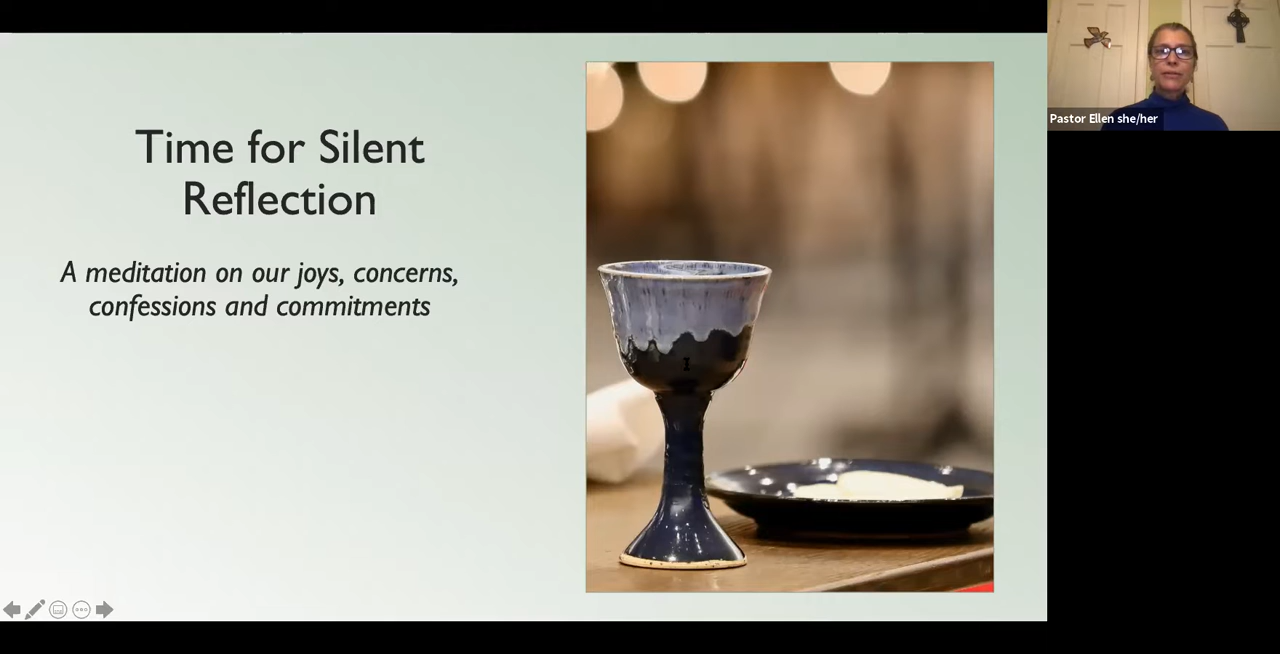 Time for Silent
Reflection
A meditation on our joys, concerns,
confessions and commitments
Pastor Ellen she/her